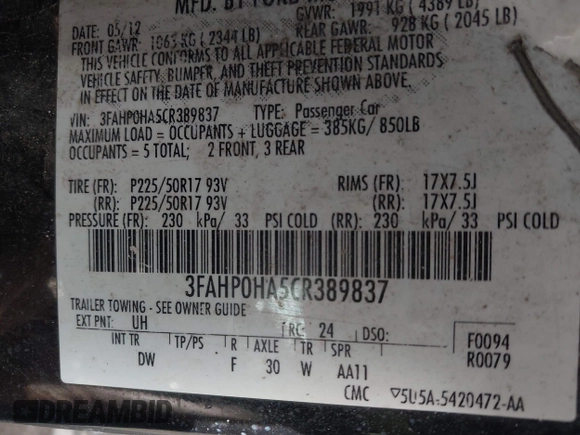 MFD. BY FORD
DATE: 05/12 GVWR: 1991 KG (4389 LB)
FRONT GAWR: 1063 KG (2344 LB) REAR GAWR: 928 KG (2045 LB)
THIS VEHICLE CONFORMS TO ALL APPLICABLE FEDERAL MOTOR
VEHICLE SAFETY, BUMPER, AND THEFT PREVENTION STANDARDS
IN EFFECT ON THE DATE OF MANUFACTURE SHOWN ABOVE.
VIN: 3FAHP0HA5CR389837 TYPE: Passenger Car
MAXIMUM LOAD = OCCUPANTS + LUGGAGE = 385KG/ 850LB
OCCUPANTS = 5 TOTAL; 2 FRONT, 3 REAR
TIRE (FR): P225/50R17 93V RIMS (FR): 17X7.5J
(RR): P225/50R17 93V (RR): 17X7.5J
PRESSURE (FR): 230 kPa/ 33 PSI COLD (RR): 230 kPa/ 33 PSI COLD
3FAHP0HA5CR389837
TRAILER TOWING - SEE OWNER GUIDE
EXT PNT: UH RC: 24 DSO: F0094
R0079
INT TR TP/PS R AXLE TR SPR
DW F 30 W AA11
CMC ▽5U5A-5420472-AA
DREAMBID